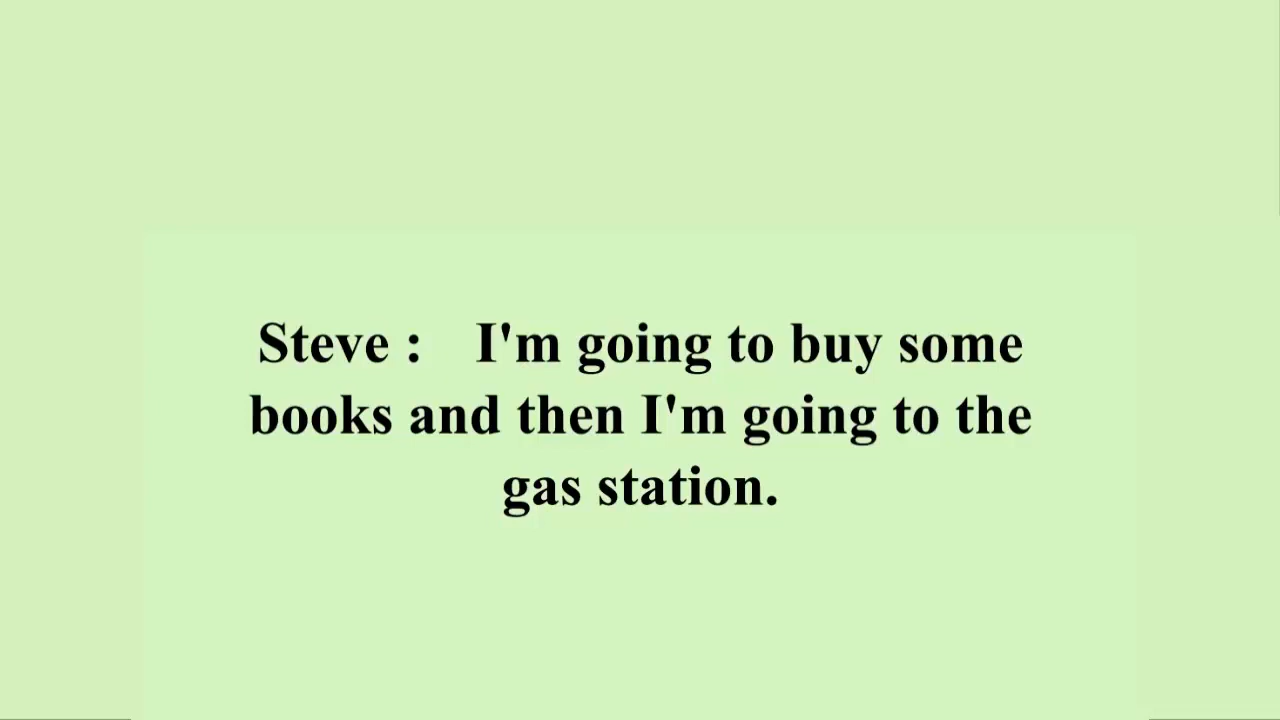 Steve :    I'm going to buy some
books and then I'm going to the
gas station.